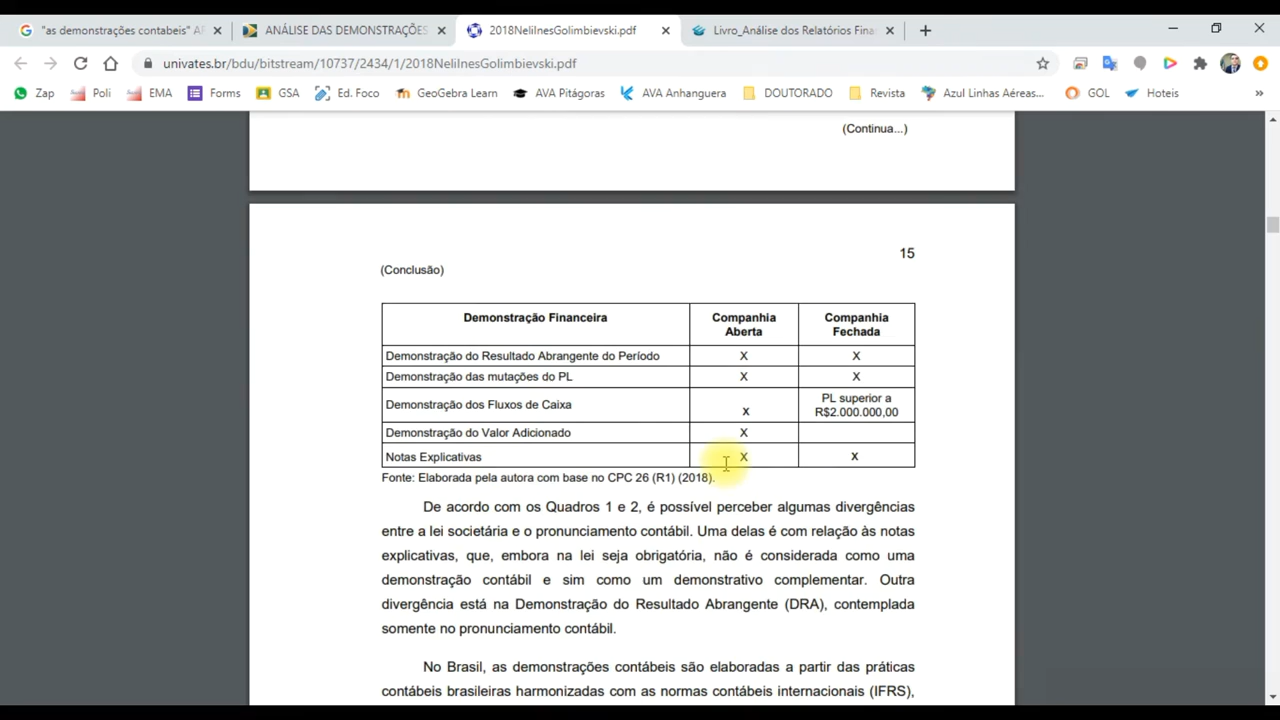 "as demonstrações contabeis" AF
ANÁLISE DAS DEMONSTRAÇÕES
2018NeliInesGolimbievski.pdf
Livro_Análise dos Relatórios Finan
univates.br/bdu/bitstream/10737/2434/1/2018NeliInesGolimbievski.pdf
Zap Poli EMA Forms GSA Ed. Foco GeoGebra Learn AVA Pitágoras AVA Anhanguera DOUTORADO Revista Azul Linhas Aéreas... GOL Hoteis »
(Continua...)
15
(Conclusão)
Demonstração Financeira Companhia Aberta Companhia Fechada
Demonstração do Resultado Abrangente do Período X X
Demonstração das mutações do PL X X
Demonstração dos Fluxos de Caixa x PL superior a R$2.000.000,00
Demonstração do Valor Adicionado X
Notas Explicativas X X
Fonte: Elaborada pela autora com base no CPC 26 (R1) (2018).
De acordo com os Quadros 1 e 2, é possível perceber algumas divergências
entre a lei societária e o pronunciamento contábil. Uma delas é com relação às notas
explicativas, que, embora na lei seja obrigatória, não é considerada como uma
demonstração contábil e sim como um demonstrativo complementar. Outra
divergência está na Demonstração do Resultado Abrangente (DRA), contemplada
somente no pronunciamento contábil.
No Brasil, as demonstrações contábeis são elaboradas a partir das práticas
contábeis brasileiras harmonizadas com as normas contábeis internacionais (IFRS),